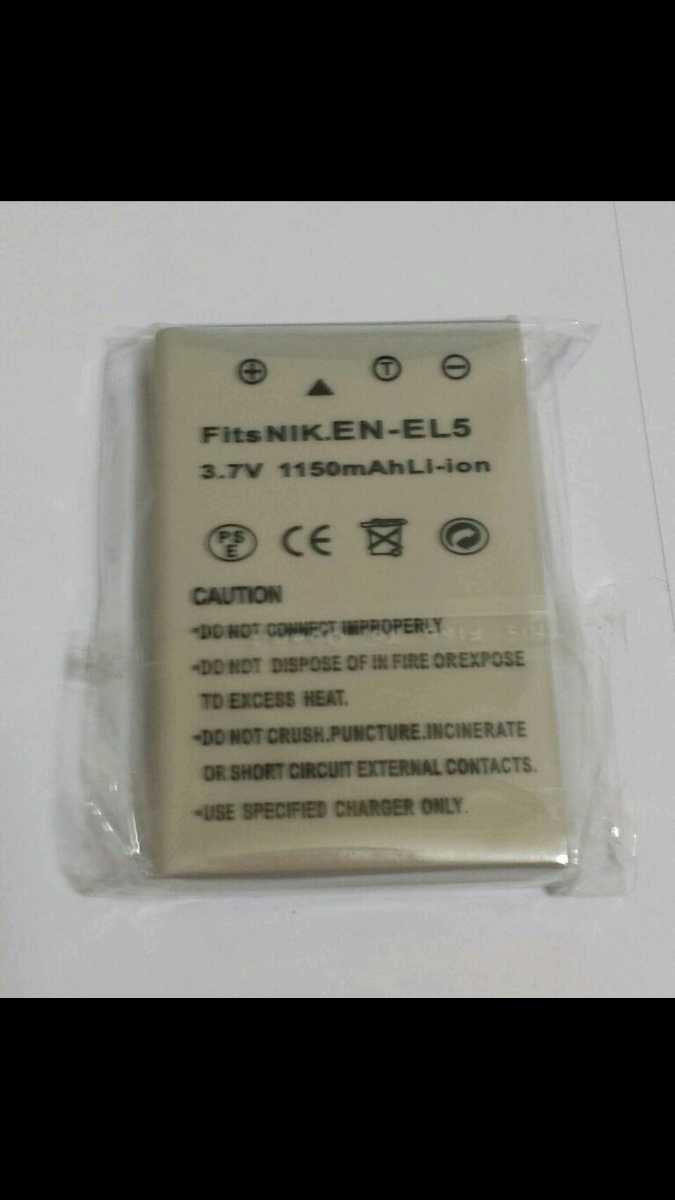 + T −
FitsNIK.EN-EL5
3.7V 1150mAhLi-ion
PSE CE
CAUTION
•DO NOT CONNECT IMPROPERLY
•DO NOT DISPOSE OF IN FIRE OREXPOSE
TO EXCESS HEAT.
•DO NOT CRUSH.PUNCTURE.INCINERATE
OR SHORT CIRCUIT EXTERNAL CONTACTS.
•USE SPECIFIED CHARGER ONLY.